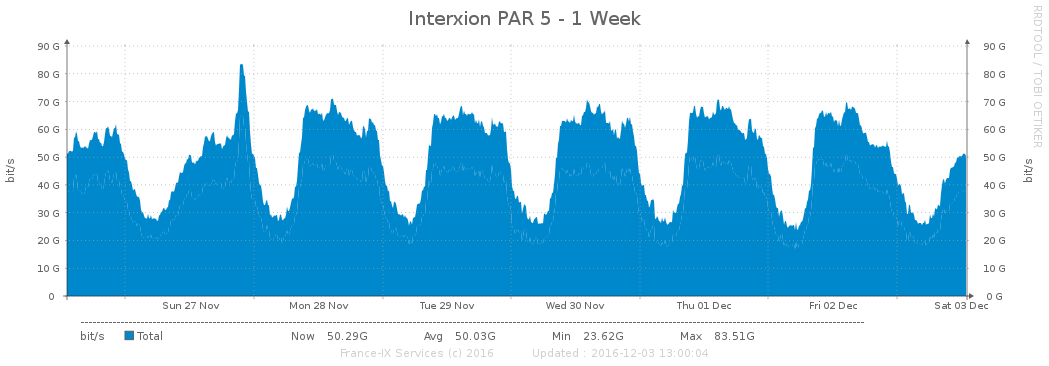 Interxion PAR 5 - 1 Week
RRDTOOL / TOBI OETIKER
bit/s
90 G
80 G
70 G
60 G
50 G
40 G
30 G
20 G
10 G
0
90 G
80 G
70 G
60 G
50 G
40 G
30 G
20 G
10 G
0 G
bit/s
Sun 27 Nov Mon 28 Nov Tue 29 Nov Wed 30 Nov Thu 01 Dec Fri 02 Dec Sat 03 Dec
bit/s Total Now 50.29G Avg 50.03G Min 23.62G Max 83.51G
France-IX Services (c) 2016 Updated : 2016-12-03 13:00:04